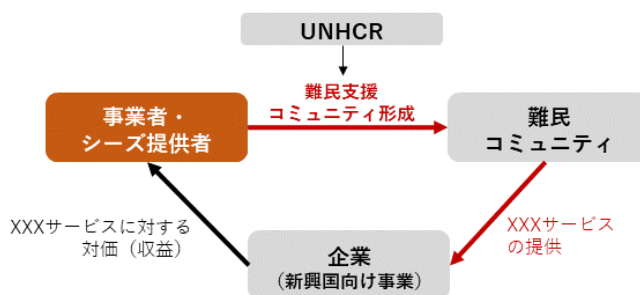 UNHCR
難民支援
コミュニティ形成
事業者・
シーズ提供者
難民
コミュニティ
XXXサービスに対する
対価（収益）
XXXサービス
の提供
企業
（新興国向け事業）